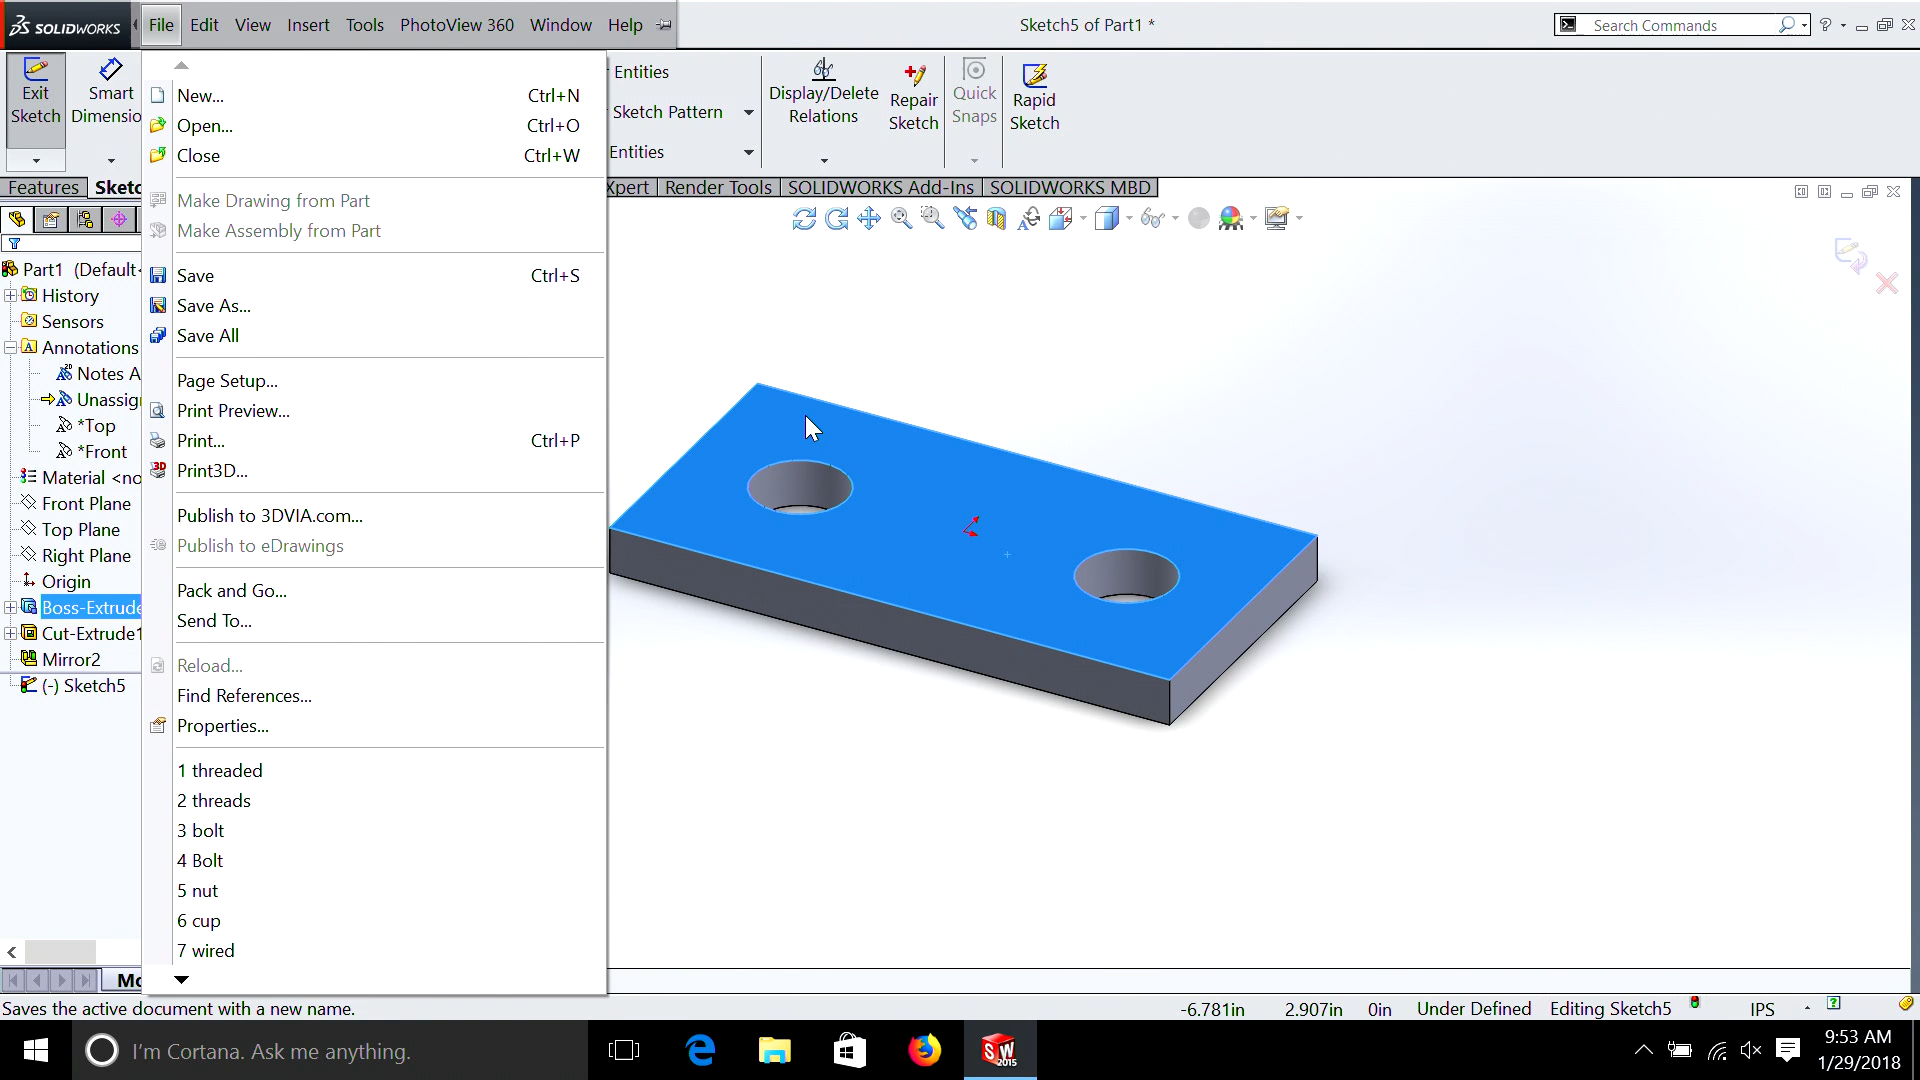 SOLIDWORKS
File Edit View Insert Tools PhotoView 360 Window Help
Sketch5 of Part1 *
Search Commands
Exit
Sketch
Smart
Dimensio
Entities
Sketch Pattern
Entities
Display/Delete
Relations
Repair
Sketch
Quick
Snaps
Rapid
Sketch
Features Sketc
Xpert Render Tools SOLIDWORKS Add-Ins SOLIDWORKS MBD
New... Ctrl+N
Open... Ctrl+O
Close Ctrl+W
Make Drawing from Part
Make Assembly from Part
Save Ctrl+S
Save As...
Save All
Page Setup...
Print Preview...
Print... Ctrl+P
Print3D...
Publish to 3DVIA.com...
Publish to eDrawings
Pack and Go...
Send To...
Reload...
Find References...
Properties...
1 threaded
2 threads
3 bolt
4 Bolt
5 nut
6 cup
7 wired
Part1 (Default
History
Sensors
Annotations
Notes A
Unassig
*Top
*Front
Material <no
Front Plane
Top Plane
Right Plane
Origin
Boss-Extrude
Cut-Extrude1
Mirror2
(-) Sketch5
Mo
Saves the active document with a new name.
-6.781in 2.907in 0in Under Defined Editing Sketch5 IPS
I'm Cortana. Ask me anything.
SW
2015
9:53 AM
1/29/2018